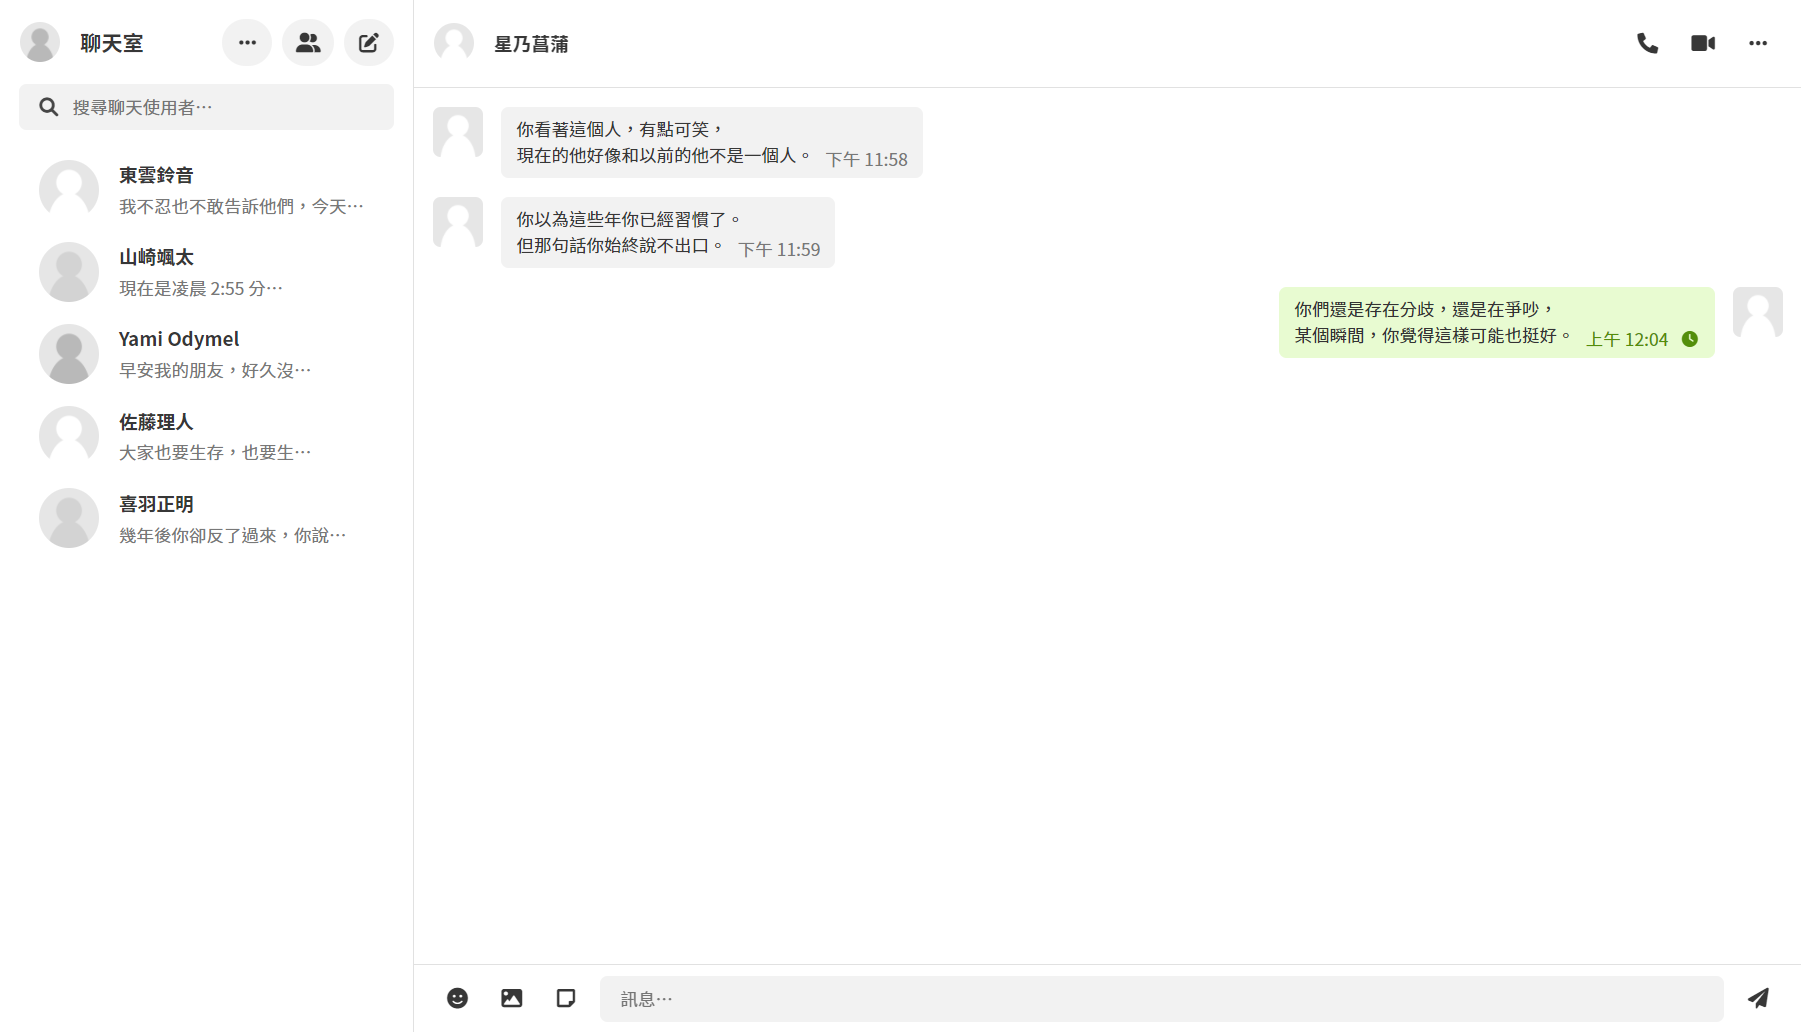 聊天室
搜尋聊天使用者⋯
東雲鈴音
我不忍也不敢告訴他們，今天⋯
山崎颯太
現在是凌晨 2:55 分⋯
Yami Odymel
早安我的朋友，好久沒⋯
佐藤理人
大家也要生存，也要生⋯
喜羽正明
幾年後你卻反了過來，你說⋯
星乃菖蒲
你看著這個人，有點可笑，
現在的他好像和以前的他不是一個人。 下午 11:58
你以為這些年你已經習慣了。
但那句話你始終說不出口。 下午 11:59
你們還是存在分歧，還是在爭吵，
某個瞬間，你覺得這樣可能也挺好。 上午 12:04
訊息⋯